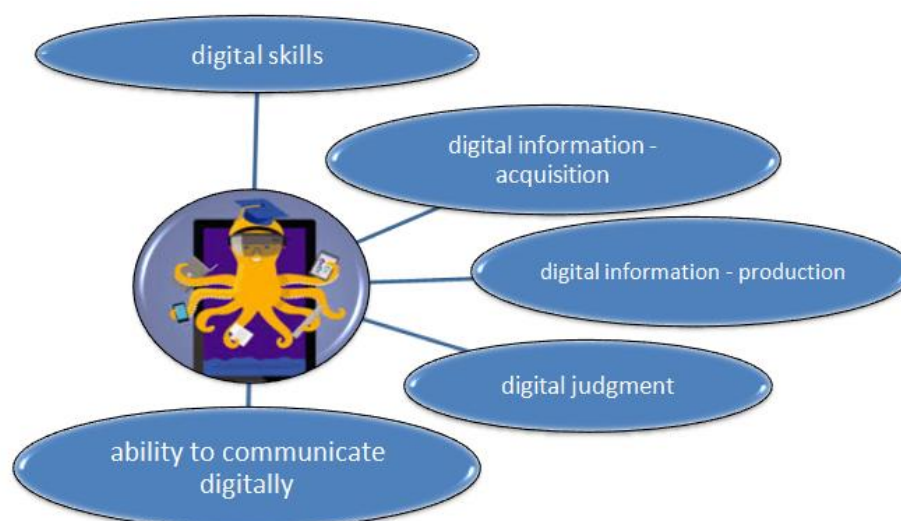 digital skills
digital information -
acquisition
digital information - production
digital judgment
ability to communicate
digitally